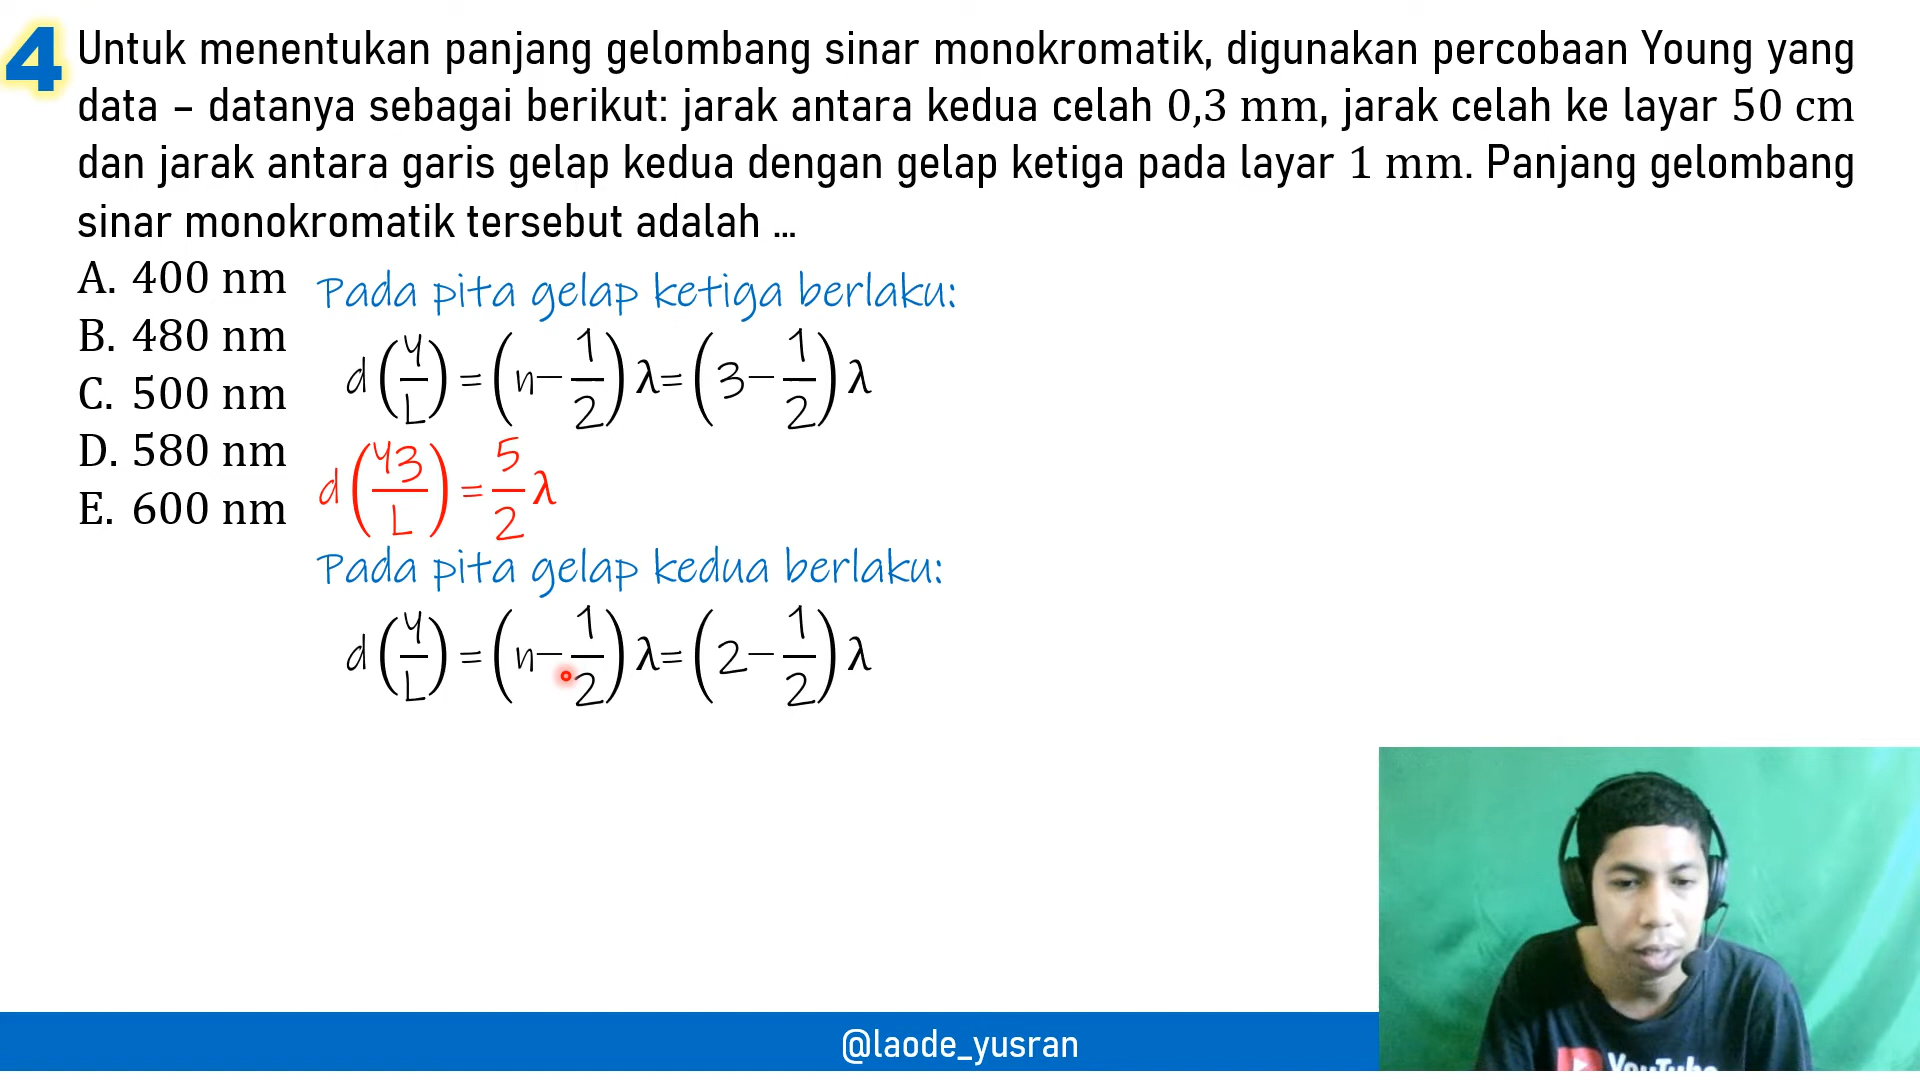 4
Untuk menentukan panjang gelombang sinar monokromatik, digunakan percobaan Young yang
data – datanya sebagai berikut: jarak antara kedua celah 0,3 mm, jarak celah ke layar 50 cm
dan jarak antara garis gelap kedua dengan gelap ketiga pada layar 1 mm. Panjang gelombang
sinar monokromatik tersebut adalah ...
A. 400 nm
B. 480 nm
C. 500 nm
D. 580 nm
E. 600 nm
Pada pita gelap ketiga berlaku:
d(y/L) = (n−1/2)λ= (3−1/2)λ
d(y3/L) = 5/2 λ
Pada pita gelap kedua berlaku:
d(y/L) = (n−1/2)λ= (2−1/2)λ
YouTube
@laode_yusran